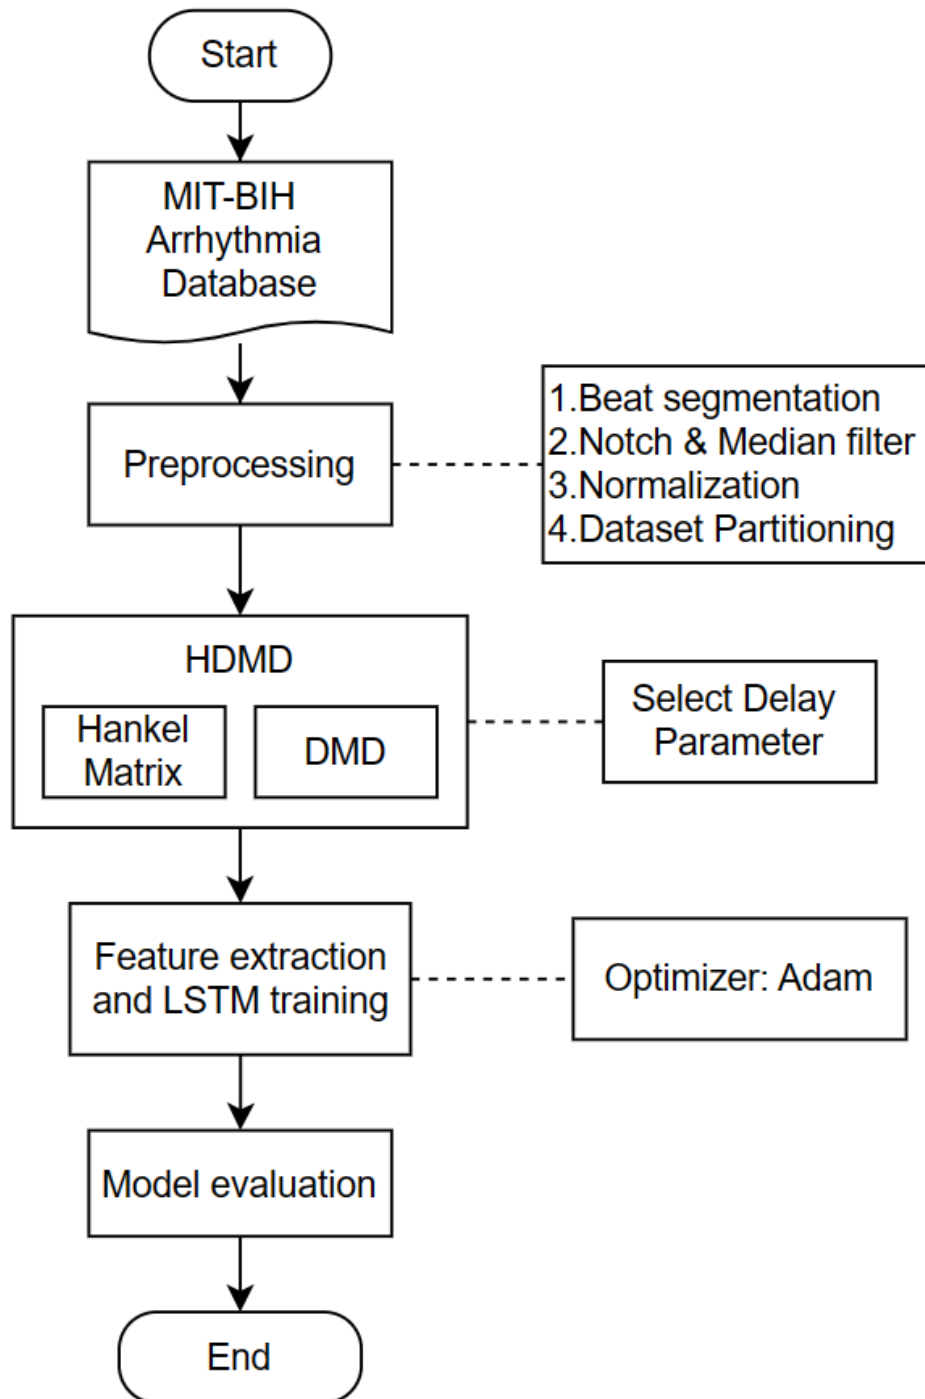 Start
MIT-BIH
Arrhythmia
Database
Preprocessing
1.Beat segmentation
2.Notch & Median filter
3.Normalization
4.Dataset Partitioning
HDMD
Hankel
Matrix
DMD
Select Delay
Parameter
Feature extraction
and LSTM training
Optimizer: Adam
Model evaluation
End